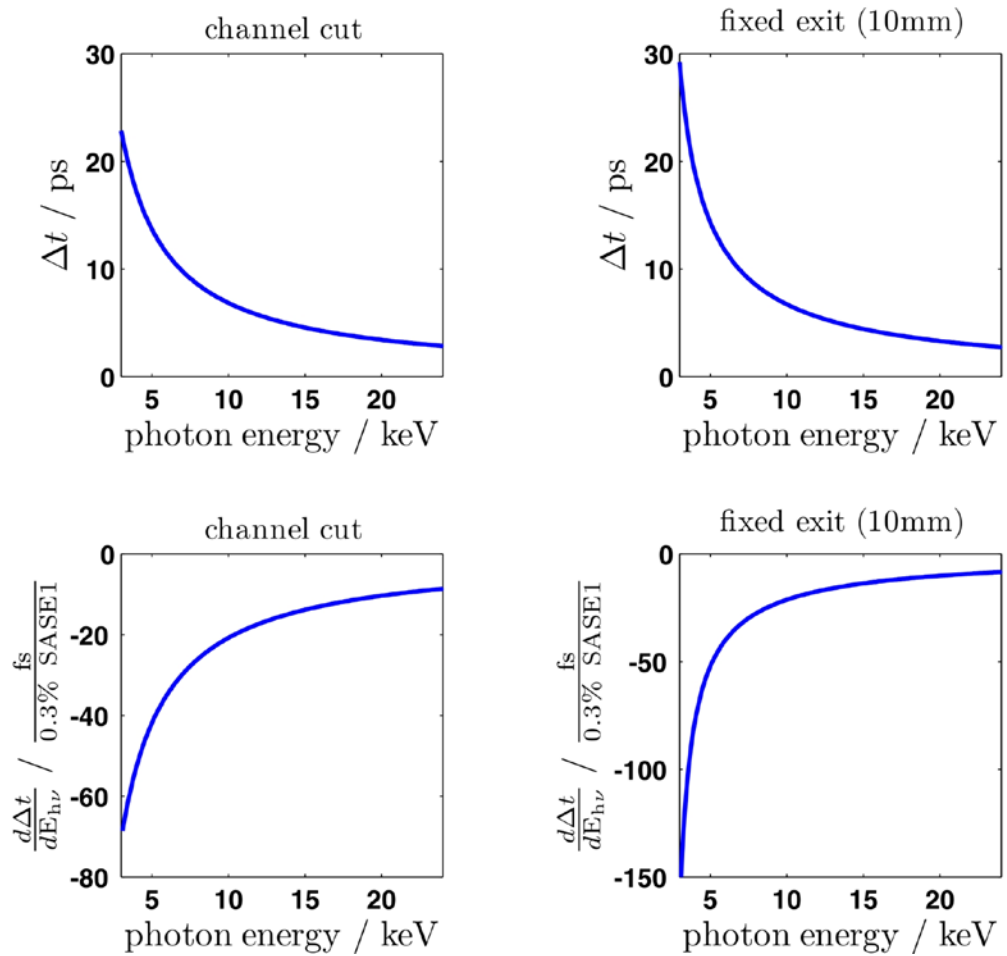 channel cut
30
20
10
0
Δt / ps
5 10 15 20
photon energy / keV
fixed exit (10mm)
30
20
10
0
Δt / ps
5 10 15 20
photon energy / keV
channel cut
0
-20
-40
-60
-80
dΔt/dE_hν / fs/0.3% SASE1
5 10 15 20
photon energy / keV
fixed exit (10mm)
0
-50
-100
-150
dΔt/dE_hν / fs/0.3% SASE1
5 10 15 20
photon energy / keV